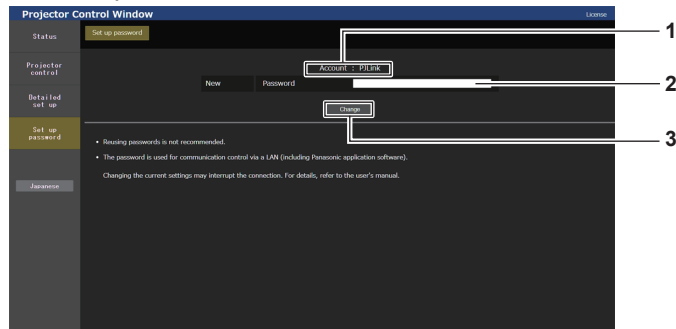 Projector Control Window
License
Status
Set up password
1
Projector
control
Account : PJLink
New Password
2
Detailed
set up
Change
Set up
password
3
• Reusing passwords is not recommended.
• The password is used for communication control via a LAN (including Panasonic application software).
Changing the current settings may interrupt the connection. For details, refer to the user's manual.
Japanese